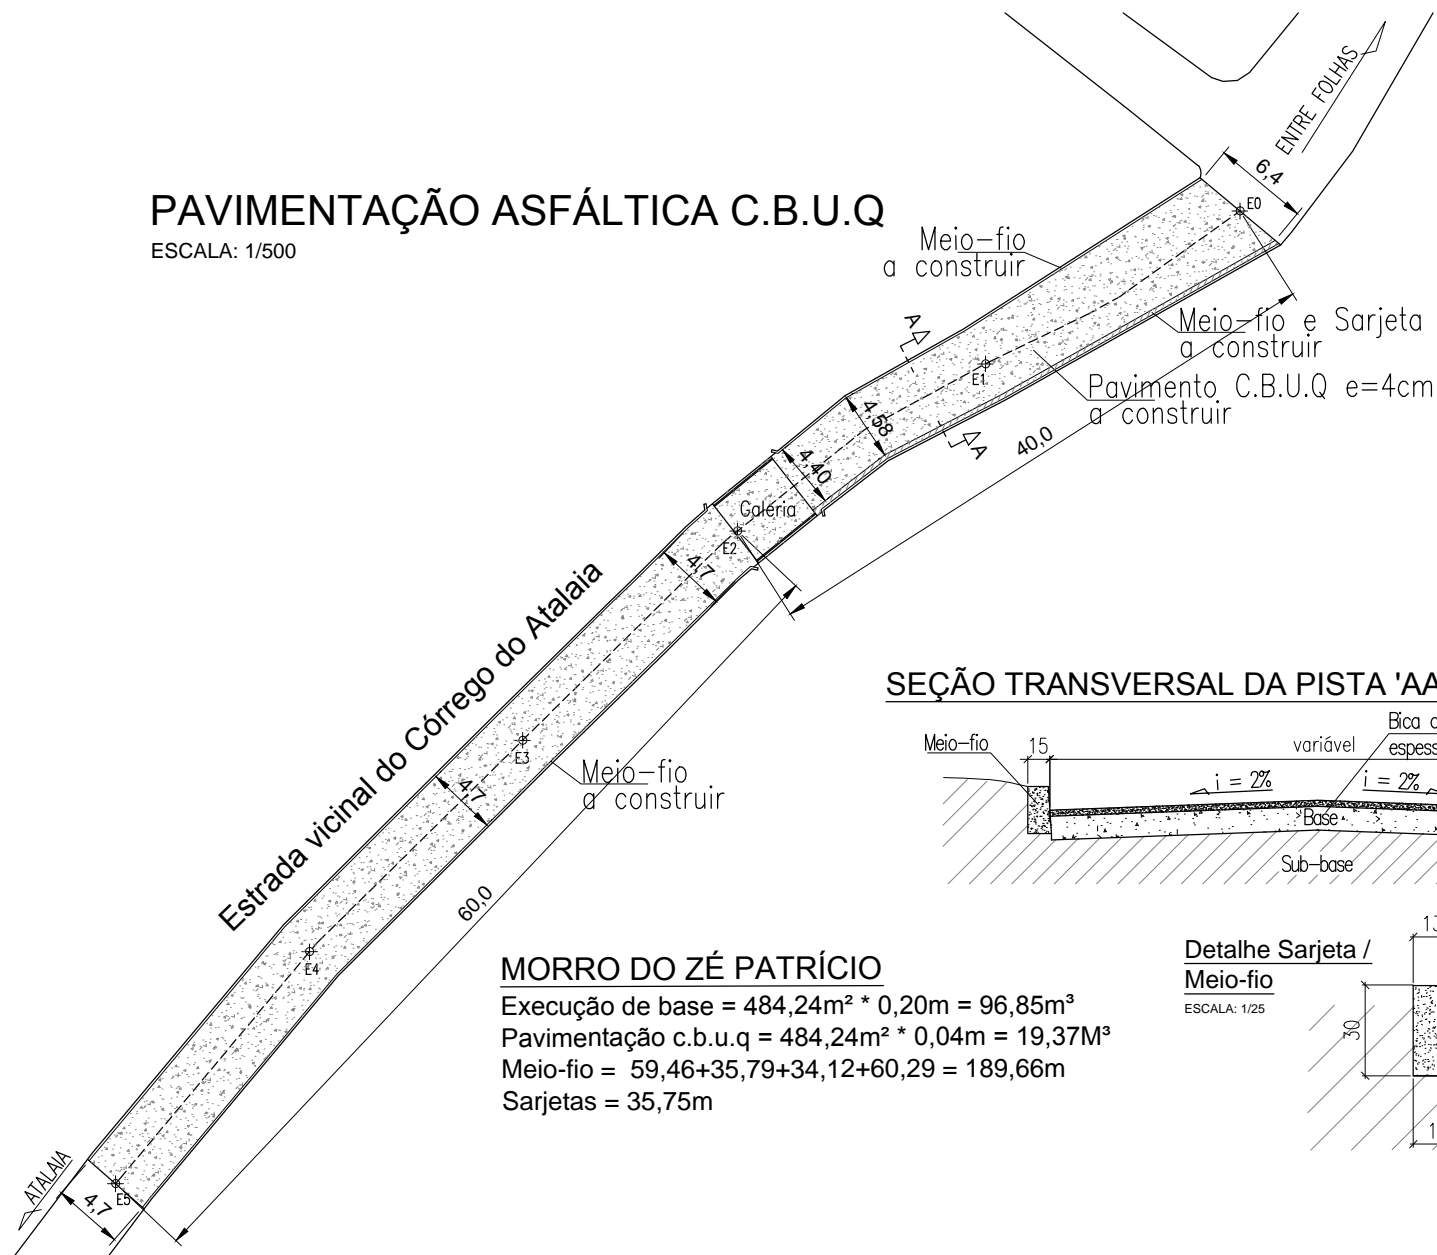 PAVIMENTAÇÃO ASFÁLTICA C.B.U.Q
ESCALA: 1/500
ENTRE FOLHAS
6,4
E0
Meio-fio
a construir
Meio-fio e Sarjeta
a construir
A
E1
Pavimento C.B.U.Q e=4cm
a construir
4,58
A
40,0
4,40
Galeria
E2
4,7
Estrada vicinal do Córrego do Atalaia
E3
4,7
Meio-fio
a construir
60,0
E4
ATALAIA
4,7
E5
SEÇÃO TRANSVERSAL DA PISTA 'AA
Meio-fio
15
variável
Bica
espess
i = 2%
i = 2%
Base
Sub-base
MORRO DO ZÉ PATRÍCIO
Execução de base = 484,24m² * 0,20m = 96,85m³
Pavimentação c.b.u.q = 484,24m² * 0,04m = 19,37M³
Meio-fio = 59,46+35,79+34,12+60,29 = 189,66m
Sarjetas = 35,75m
Detalhe Sarjeta /
Meio-fio
ESCALA: 1/25
30